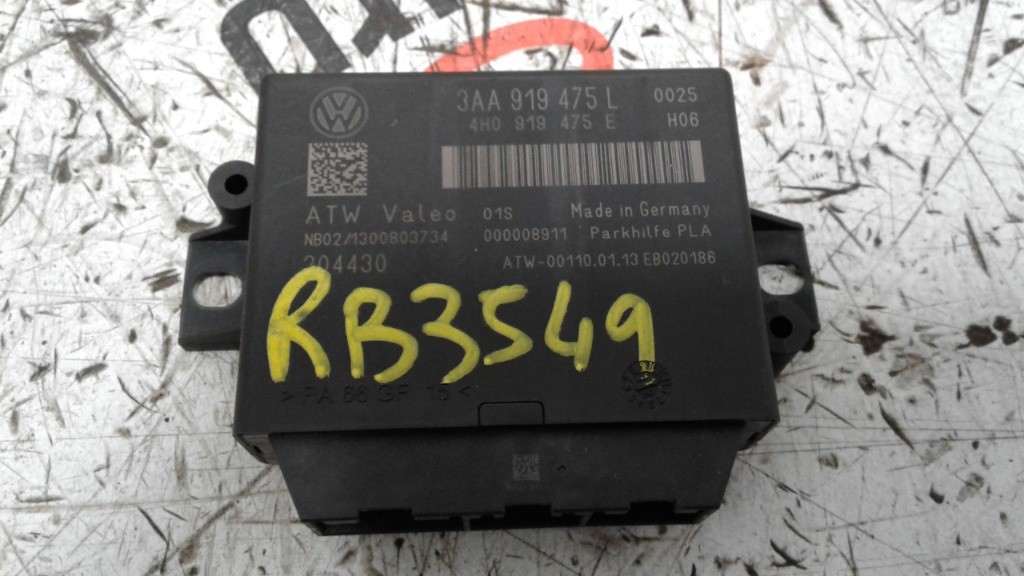 3AA 919 475 L 0025
4H0 919 475 E H06
ATW Valeo 01S Made in Germany
NB02/1300803734 000008911 Parkhilfe PLA
204430 ATW-00110.01.13 EB020186
RB3549
> PA 66 GF 16 <